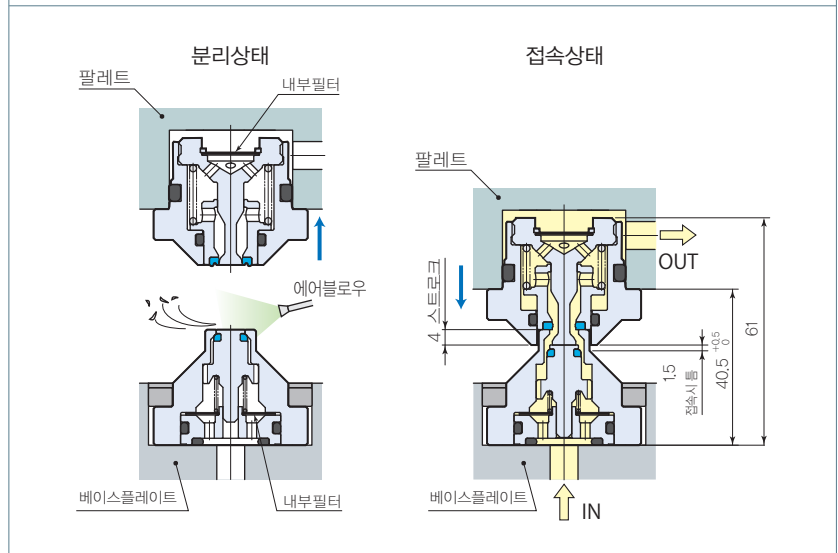 분리상태
접속상태
팔레트
내부필터
에어블로우
베이스플레이트
내부필터
팔레트
OUT
4 스트로크
1.5
접속시 틈
40.5 +0.5 0
61
베이스플레이트
IN